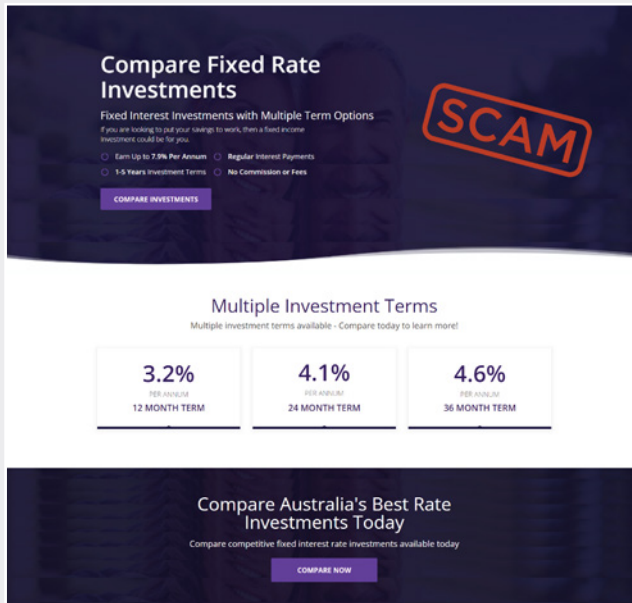 Compare Fixed Rate
Investments
SCAM
Fixed Interest Investments with Multiple Term Options
If you are looking to put your savings to work, then a fixed income
investment could be for you.
Earn Up to 7.9% Per Annum
Regular Interest Payments
1-5 Years Investment Terms
No Commission or Fees
COMPARE INVESTMENTS
Multiple Investment Terms
Multiple investment terms available - Compare today to learn more!
3.2%
PER ANNUM
12 MONTH TERM
4.1%
PER ANNUM
24 MONTH TERM
4.6%
PER ANNUM
36 MONTH TERM
Compare Australia's Best Rate
Investments Today
Compare competitive fixed interest rate investments available today
COMPARE NOW